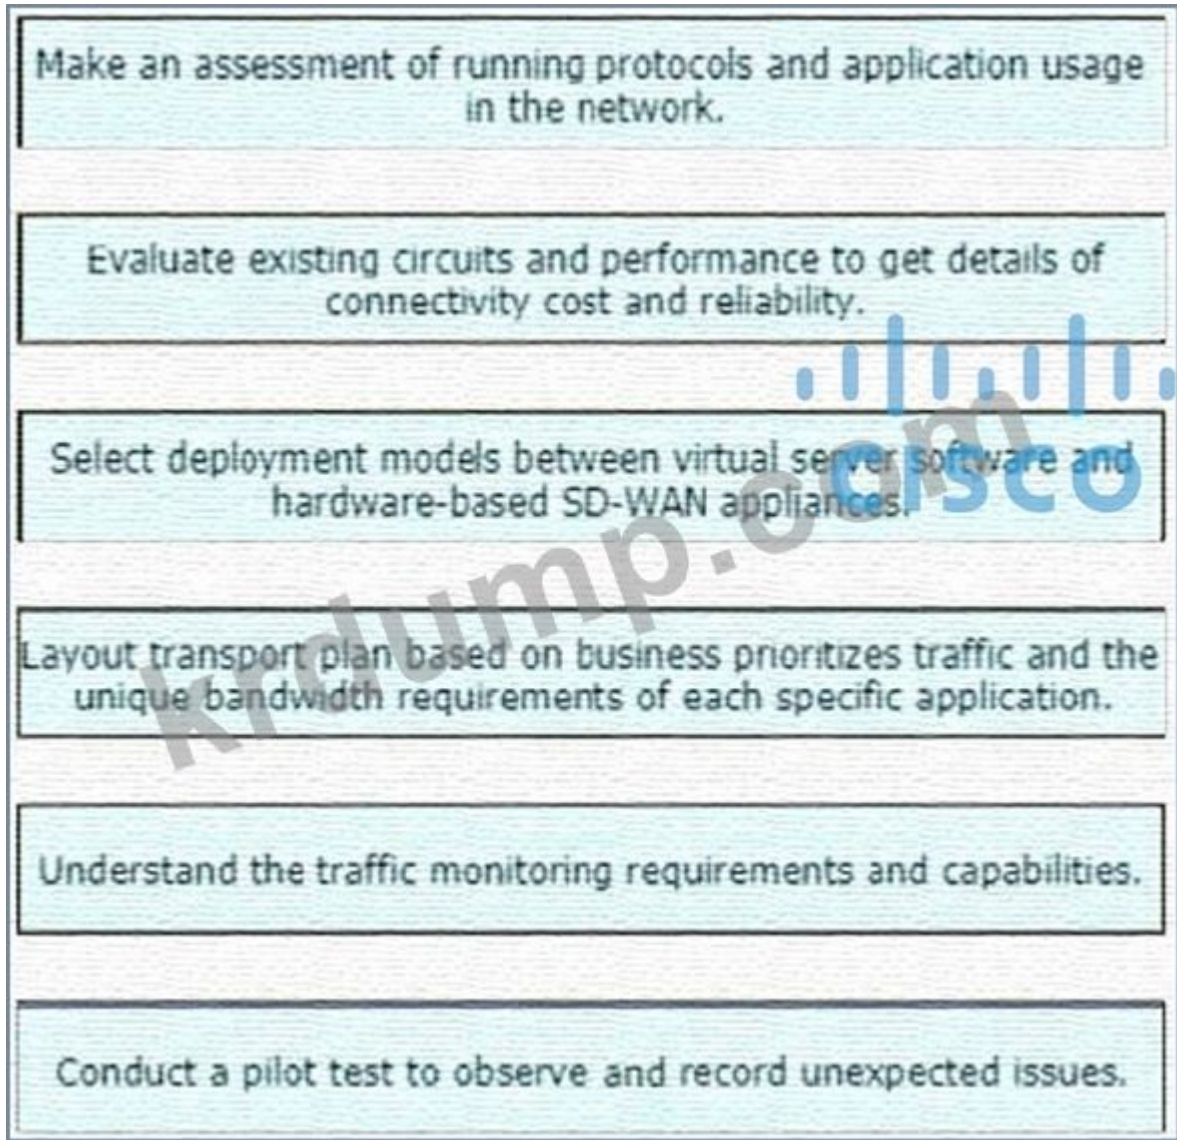 Make an assessment of running protocols and application usage
in the network.
Evaluate existing circuits and performance to get details of
connectivity cost and reliability.
Select deployment models between virtual server software and
hardware-based SD-WAN appliances.
Layout transport plan based on business prioritizes traffic and the
unique bandwidth requirements of each specific application.
Understand the traffic monitoring requirements and capabilities.
Conduct a pilot test to observe and record unexpected issues.
cisco
krdump.com